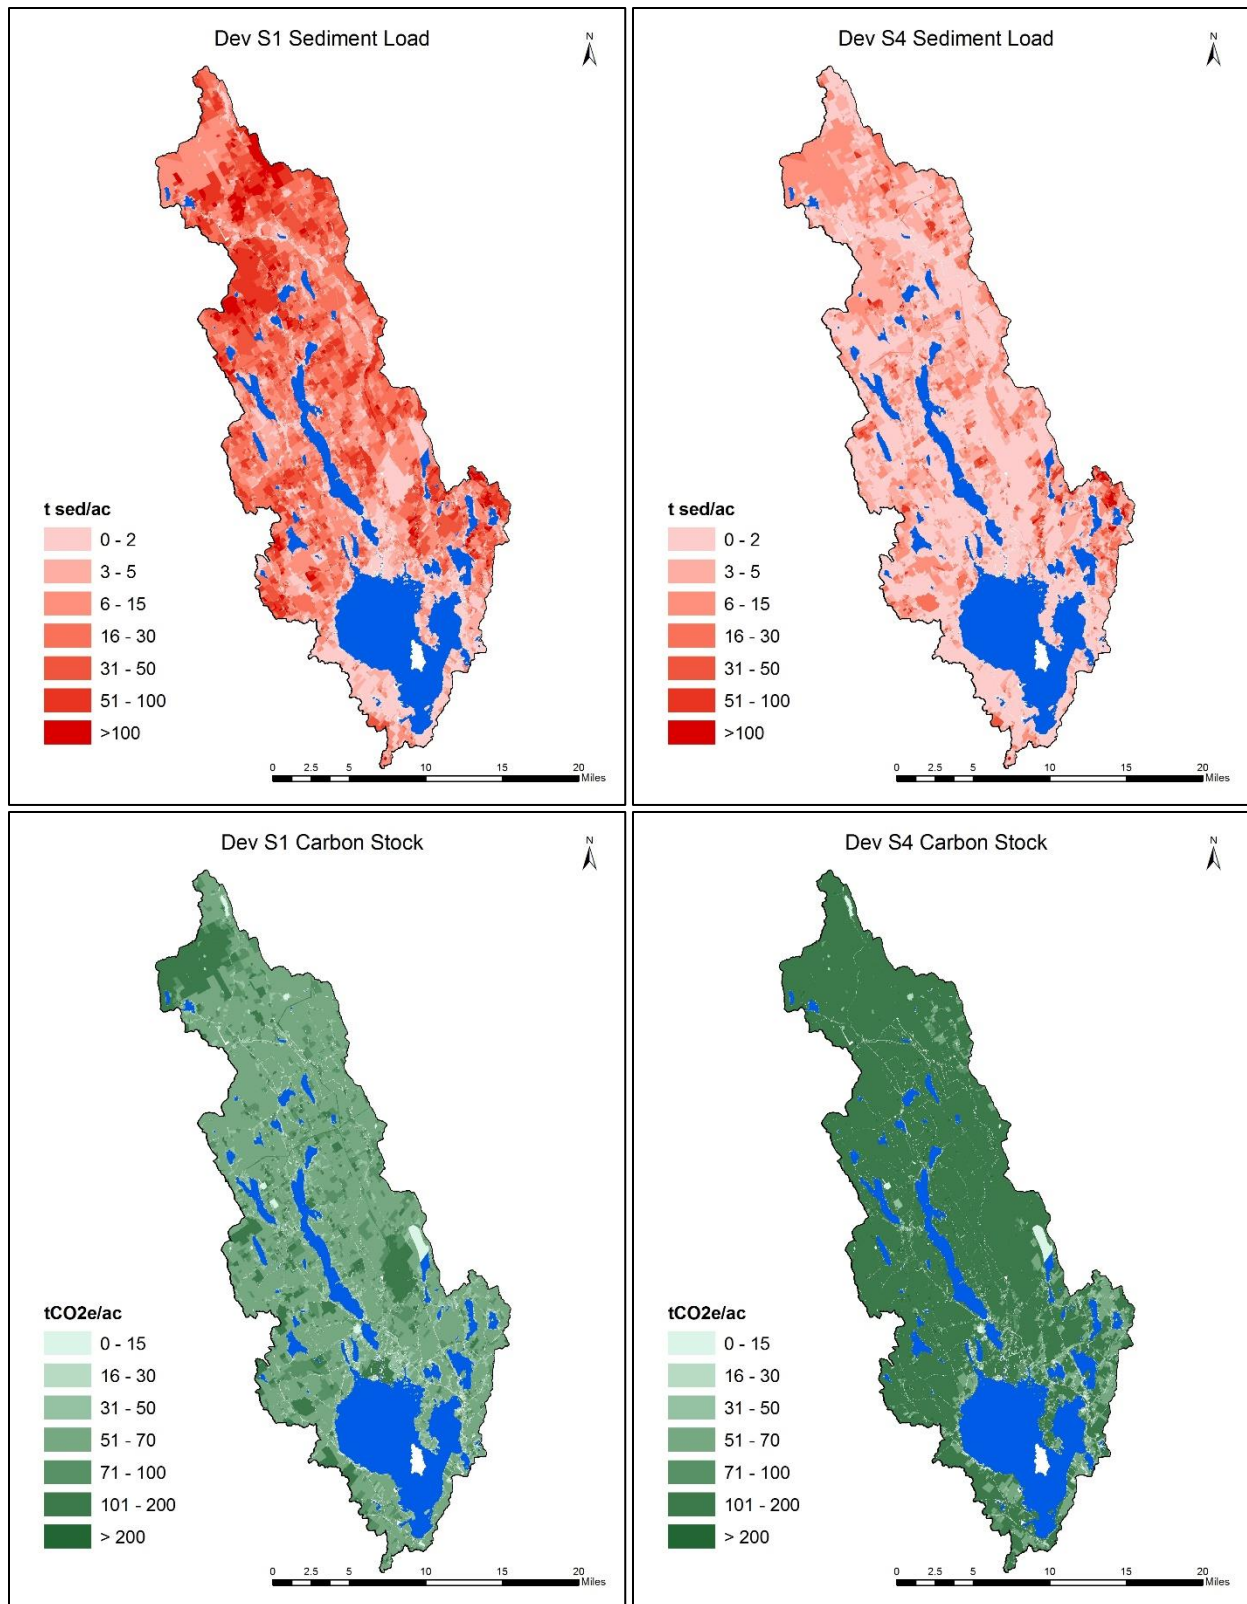 Dev S1 Sediment Load
N
t sed/ac
0 - 2
3 - 5
6 - 15
16 - 30
31 - 50
51 - 100
>100
0 2.5 5 10 15 20
Miles
Dev S4 Sediment Load
N
t sed/ac
0 - 2
3 - 5
6 - 15
16 - 30
31 - 50
51 - 100
>100
0 2.5 5 10 15 20
Miles
Dev S1 Carbon Stock
N
tCO2e/ac
0 - 15
16 - 30
31 - 50
51 - 70
71 - 100
101 - 200
> 200
0 2.5 5 10 15 20
Miles
Dev S4 Carbon Stock
N
tCO2e/ac
0 - 15
16 - 30
31 - 50
51 - 70
71 - 100
101 - 200
> 200
0 2.5 5 10 15 20
Miles